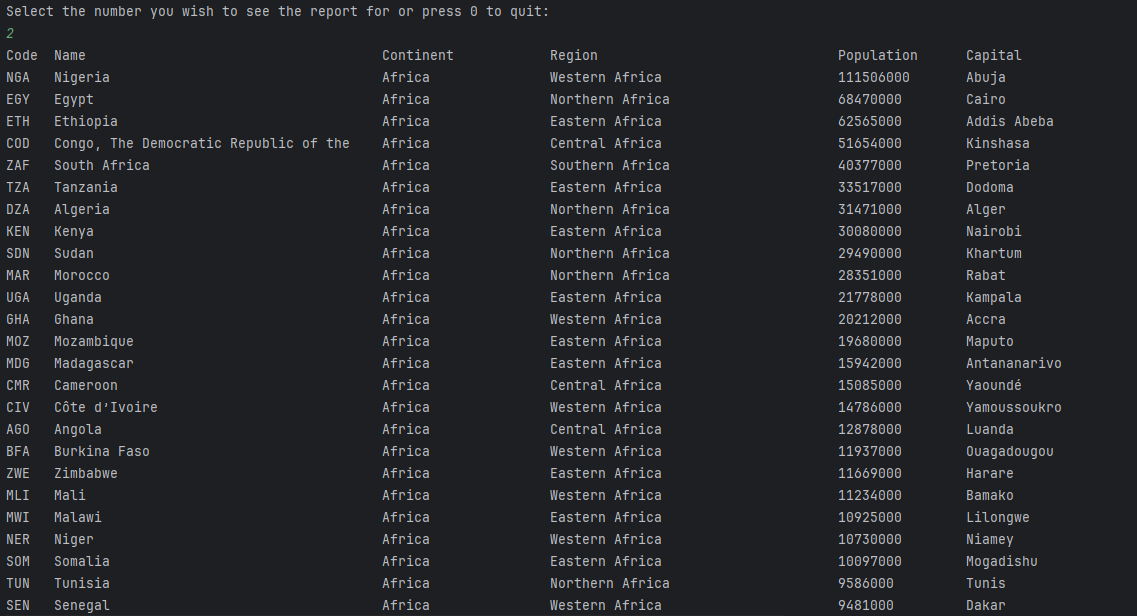 Select the number you wish to see the report for or press 0 to quit:
2
Code Name Continent Region Population Capital
NGA Nigeria Africa Western Africa 111506000 Abuja
EGY Egypt Africa Northern Africa 68470000 Cairo
ETH Ethiopia Africa Eastern Africa 62565000 Addis Abeba
COD Congo, The Democratic Republic of the Africa Central Africa 51654000 Kinshasa
ZAF South Africa Africa Southern Africa 40377000 Pretoria
TZA Tanzania Africa Eastern Africa 33517000 Dodoma
DZA Algeria Africa Northern Africa 31471000 Alger
KEN Kenya Africa Eastern Africa 30080000 Nairobi
SDN Sudan Africa Northern Africa 29490000 Khartum
MAR Morocco Africa Northern Africa 28351000 Rabat
UGA Uganda Africa Eastern Africa 21778000 Kampala
GHA Ghana Africa Western Africa 20212000 Accra
MOZ Mozambique Africa Eastern Africa 19680000 Maputo
MDG Madagascar Africa Eastern Africa 15942000 Antananarivo
CMR Cameroon Africa Central Africa 15085000 Yaoundé
CIV Côte d’Ivoire Africa Western Africa 14786000 Yamoussoukro
AGO Angola Africa Central Africa 12878000 Luanda
BFA Burkina Faso Africa Western Africa 11937000 Ouagadougou
ZWE Zimbabwe Africa Eastern Africa 11669000 Harare
MLI Mali Africa Western Africa 11234000 Bamako
MWI Malawi Africa Eastern Africa 10925000 Lilongwe
NER Niger Africa Western Africa 10730000 Niamey
SOM Somalia Africa Eastern Africa 10097000 Mogadishu
TUN Tunisia Africa Northern Africa 9586000 Tunis
SEN Senegal Africa Western Africa 9481000 Dakar